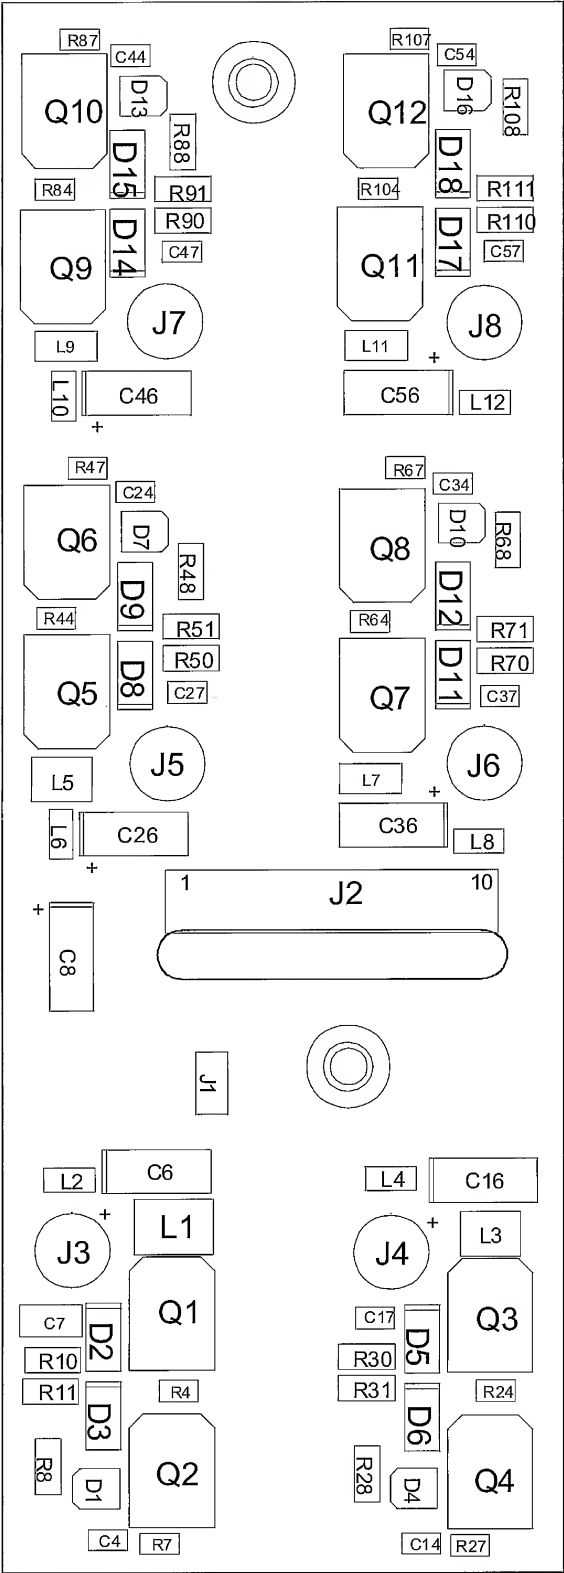 R87
C44
R107
C54
Q10
D13
R88
Q12
D16
R108
D15
D18
R84
R91
R104
R111
R90
R110
Q9
D14
C47
Q11
D17
C57
J7
J8
L9
L11
+
L10
C46
C56
L12
+
R47
R67
C24
C34
Q6
D7
R48
Q8
D10
R68
D9
D12
R44
R51
R64
R71
R50
R70
Q5
D8
C27
Q7
D11
C37
J5
J6
L5
L7
+
L6
C26
C36
L8
+
1
J2
10
+
C8
J1
L2
C6
L4
C16
+
+
L1
L3
J3
J4
Q1
Q3
C7
D2
C17
D5
R10
R30
R11
R4
R31
R24
D3
D6
R8
D1
Q2
R28
D4
Q4
C4
R7
C14
R27